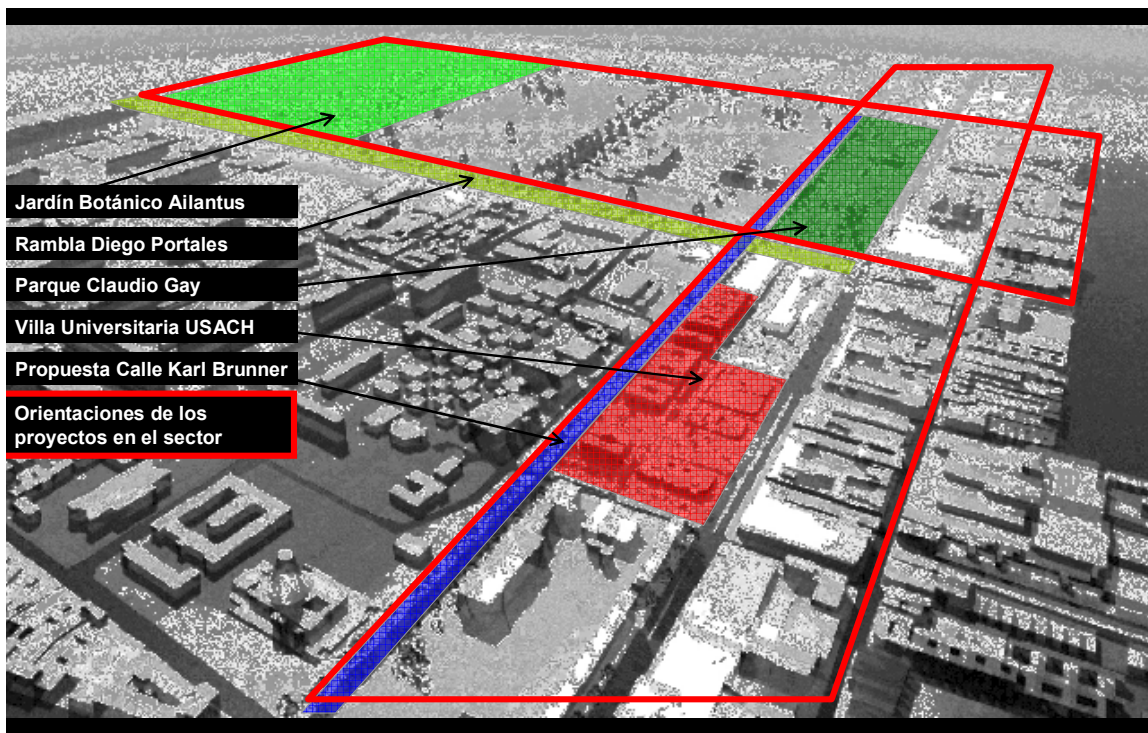 Jardín Botánico Ailantus
Rambla Diego Portales
Parque Claudio Gay
Villa Universitaria USACH
Propuesta Calle Karl Brunner
Orientaciones de los
proyectos en el sector